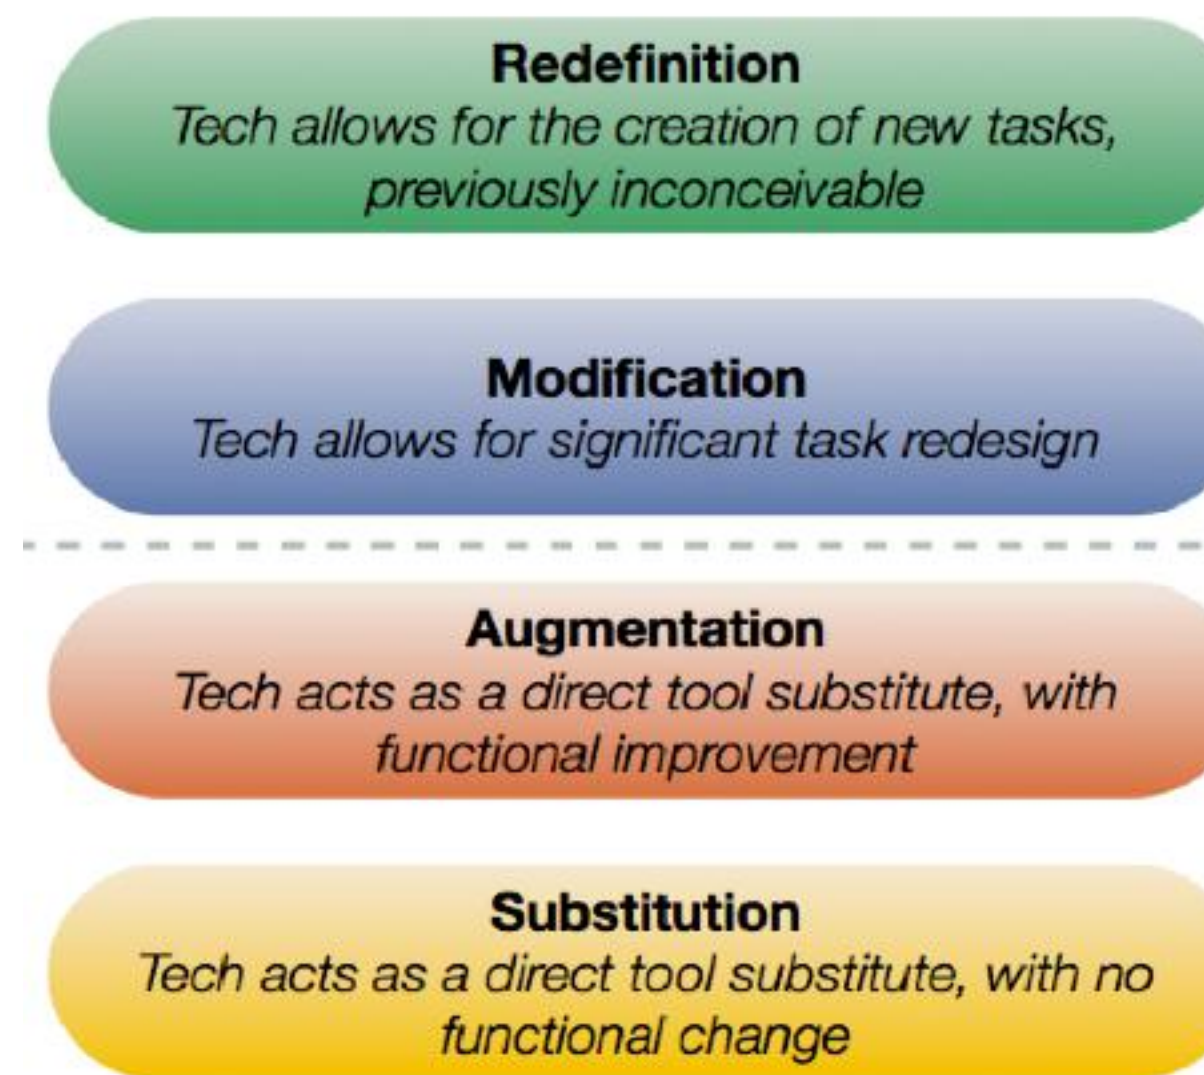 Redefinition
Tech allows for the creation of new tasks,
previously inconceivable
Modification
Tech allows for significant task redesign
Augmentation
Tech acts as a direct tool substitute, with
functional improvement
Substitution
Tech acts as a direct tool substitute, with no
functional change